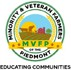 MINORITY & VETERAN FARMERS
MVFP
OF THE
PIEDMONT
EDUCATING COMMUNITIES